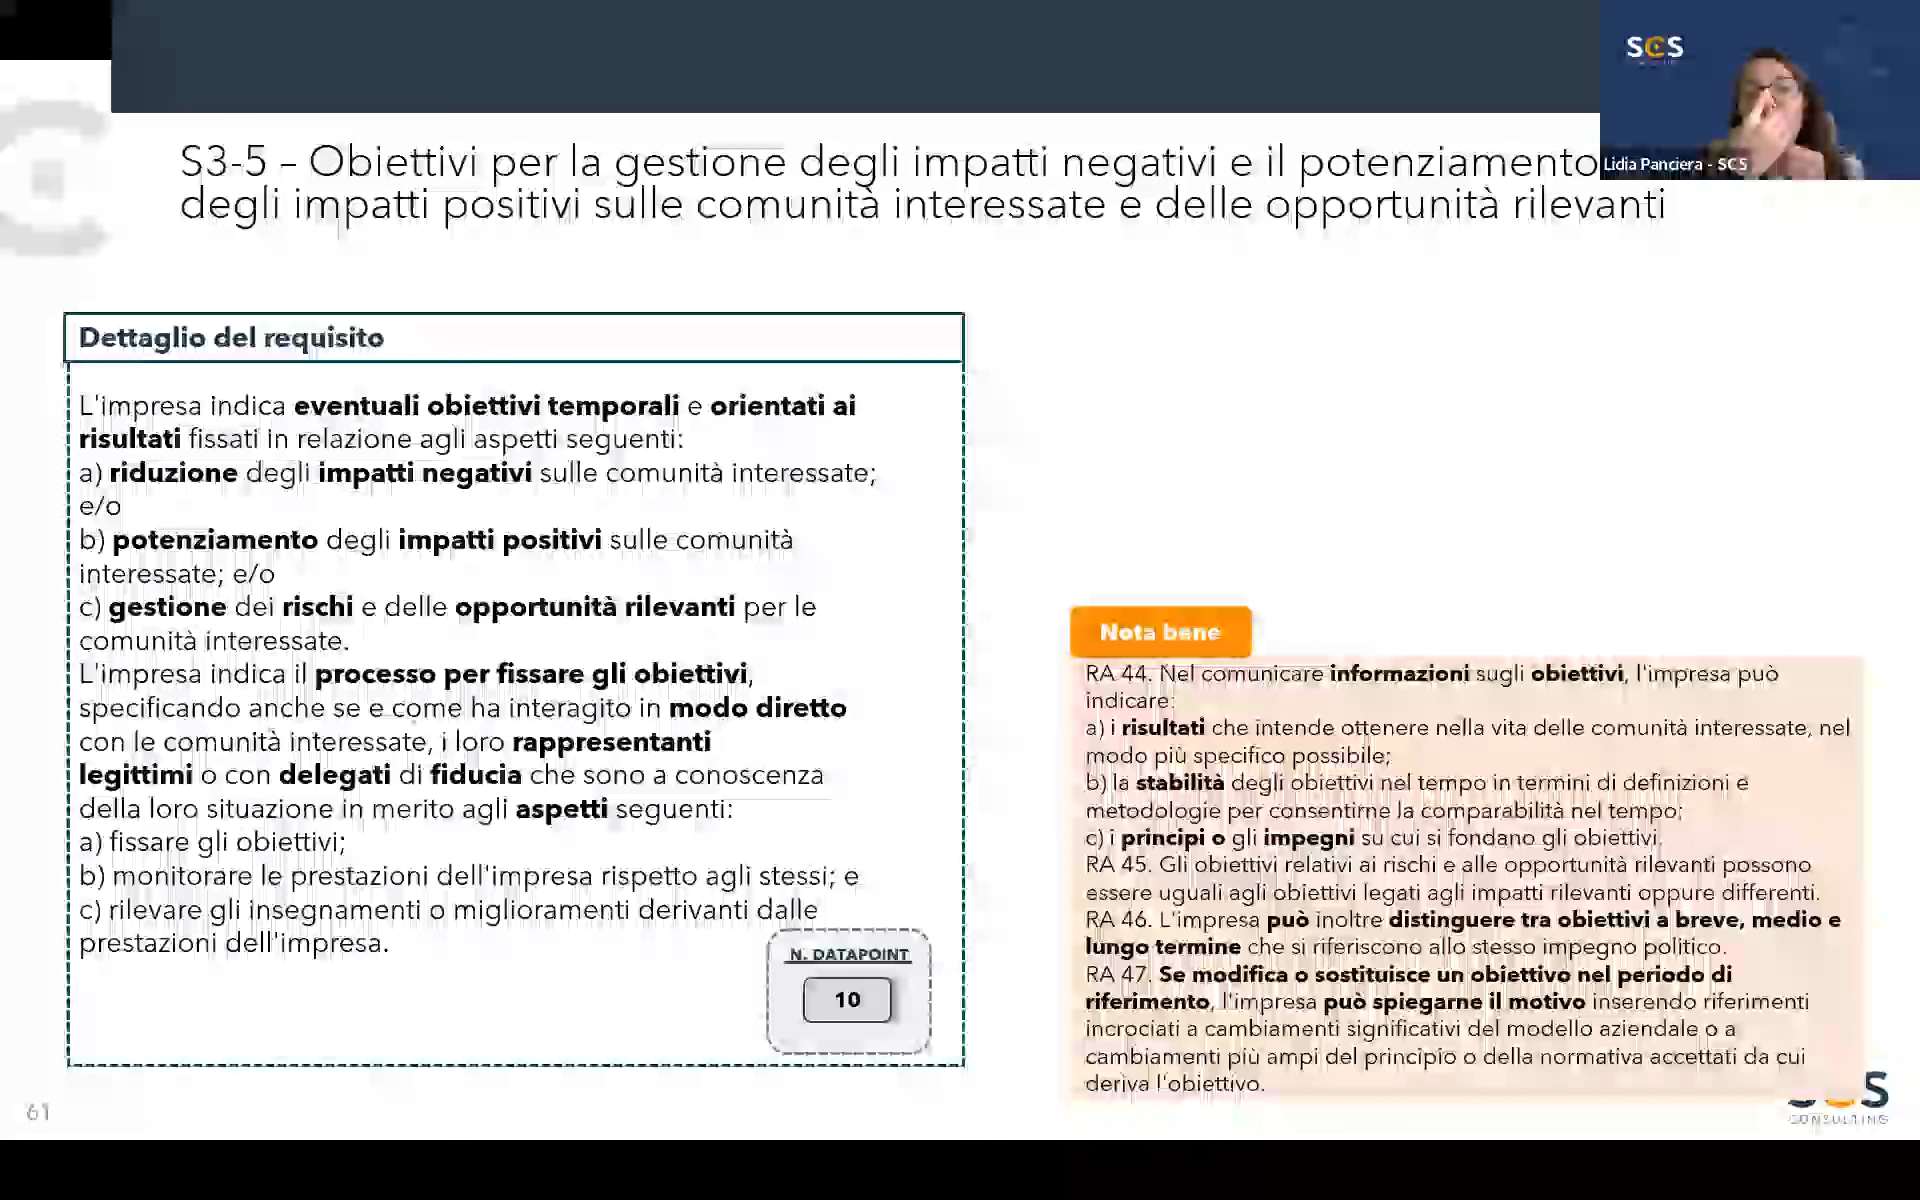 SCS
Lidia Panciera - SCS
S3-5 – Obiettivi per la gestione degli impatti negativi e il potenziamento
degli impatti positivi sulle comunità interessate e delle opportunità rilevanti
Dettaglio del requisito
L'impresa indica eventuali obiettivi temporali e orientati ai
risultati fissati in relazione agli aspetti seguenti:
a) riduzione degli impatti negativi sulle comunità interessate;
e/o
b) potenziamento degli impatti positivi sulle comunità
interessate; e/o
c) gestione dei rischi e delle opportunità rilevanti per le
comunità interessate.
L'impresa indica il processo per fissare gli obiettivi,
specificando anche se e come ha interagito in modo diretto
con le comunità interessate, i loro rappresentanti
legittimi o con delegati di fiducia che sono a conoscenza
della loro situazione in merito agli aspetti seguenti:
a) fissare gli obiettivi;
b) monitorare le prestazioni dell'impresa rispetto agli stessi; e
c) rilevare gli insegnamenti o miglioramenti derivanti dalle
prestazioni dell'impresa.
N. DATAPOINT
10
Nota bene
RA 44. Nel comunicare informazioni sugli obiettivi, l'impresa può
indicare:
a) i risultati che intende ottenere nella vita delle comunità interessate, nel
modo più specifico possibile;
b) la stabilità degli obiettivi nel tempo in termini di definizioni e
metodologie per consentirne la comparabilità nel tempo;
c) i principi o gli impegni su cui si fondano gli obiettivi.
RA 45. Gli obiettivi relativi ai rischi e alle opportunità rilevanti possono
essere uguali agli obiettivi legati agli impatti rilevanti oppure differenti.
RA 46. L'impresa può inoltre distinguere tra obiettivi a breve, medio e
lungo termine che si riferiscono allo stesso impegno politico.
RA 47. Se modifica o sostituisce un obiettivo nel periodo di
riferimento, l'impresa può spiegarne il motivo inserendo riferimenti
incrociati a cambiamenti significativi del modello aziendale o a
cambiamenti più ampi del principio o della normativa accettati da cui
deriva l'obiettivo.
61
SCS
CONSULTING